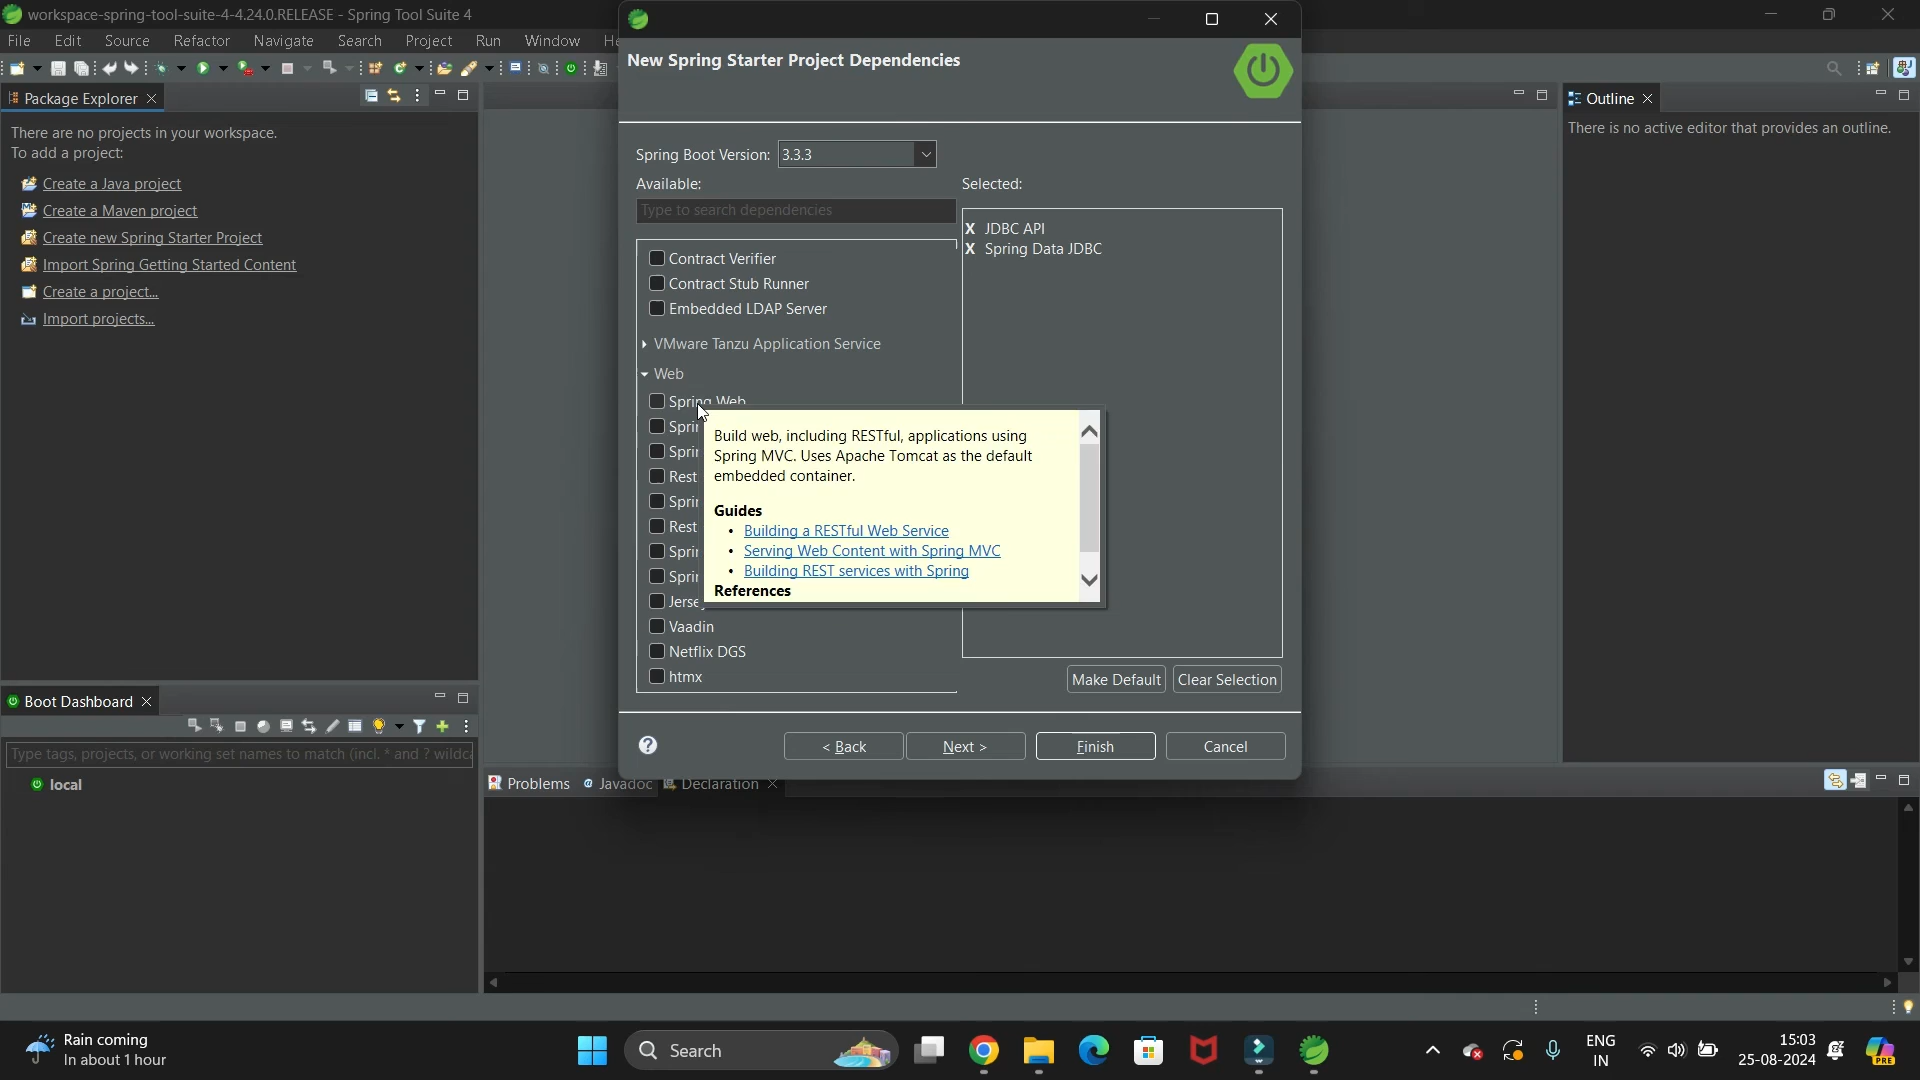 workspace-spring-tool-suite-4-4.24.0.RELEASE - Spring Tool Suite 4
File Edit Source Refactor Navigate Search Project Run Window
Package Explorer
There are no projects in your workspace.
To add a project:
Create a Java project
Create a Maven project
Create new Spring Starter Project
Import Spring Getting Started Content
Create a project...
Import projects...
Boot Dashboard
Type tags, projects, or working set names to match (incl. * and ?
local
New Spring Starter Project Dependencies
Spring Boot Version: 3.3.3
Available:
Selected:
Type to search dependencies
X JDBC API
X Spring Data JDBC
Contract Verifier
Contract Stub Runner
Embedded LDAP Server
VMware Tanzu Application Service
Web
Spring Web
Build web, including RESTful, applications using
Spring MVC. Uses Apache Tomcat as the default
embedded container.
Guides
• Building a RESTful Web Service
• Serving Web Content with Spring MVC
• Building REST services with Spring
References
Vaadin
Netflix DGS
htmx
Make Default
Clear Selection
< Back
Next >
Finish
Cancel
Problems
Javadoc
Declaration
Outline
There is no active editor that provides an outline.
Rain coming
In about 1 hour
Search
ENG
IN
15:03
25-08-2024
PRE